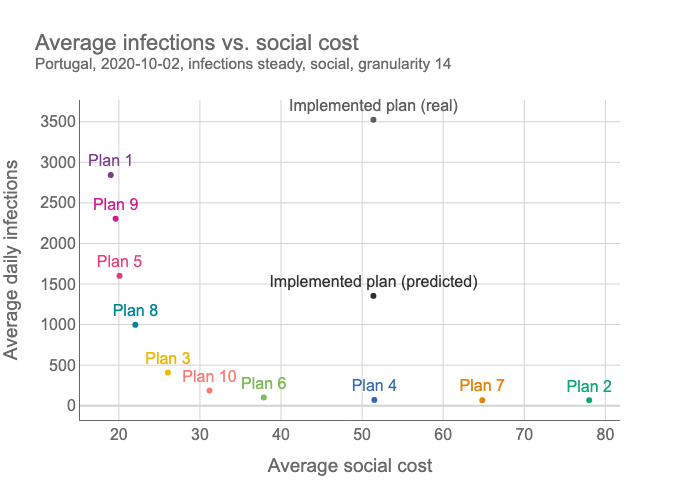 Average infections vs. social cost
Portugal, 2020-10-02, infections steady, social, granularity 14
Implemented plan (real)
3500
Plan 1
3000
Plan 9
2500
2000
Plan 5
1500
Implemented plan (predicted)
Plan 8
1000
Plan 3
500
Plan 10
Plan 6
Plan 4
Plan 7
Plan 2
0
20 30 40 50 60 70 80
Average social cost
Average daily infections